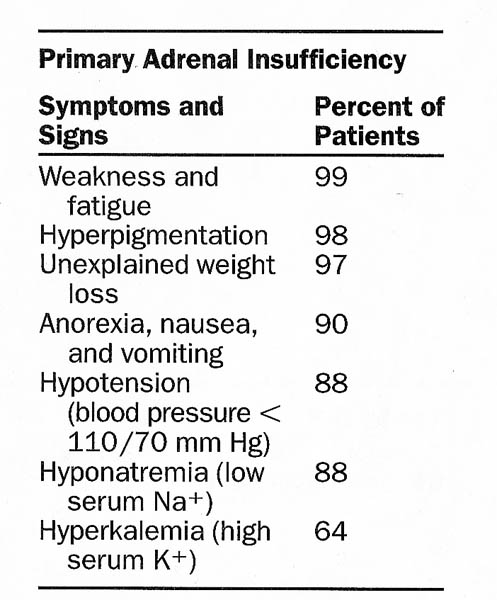 Primary Adrenal Insufficiency
Symptoms and Percent of
Signs Patients
Weakness and 99
fatigue
Hyperpigmentation 98
Unexplained weight 97
loss
Anorexia, nausea, 90
and vomiting
Hypotension 88
(blood pressure <
110/70 mm Hg)
Hyponatremia (low 88
serum Na+)
Hyperkalemia (high 64
serum K+)